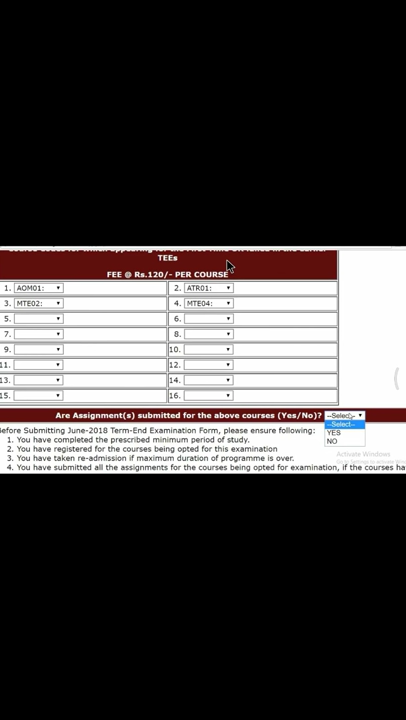 TEEs
FEE @ Rs.120/- PER COURSE
1. AOM01: 2. ATR01:
3. MTE02: 4. MTE04:
5. 6.
7. 8.
9. 10.
11. 12.
13. 14.
15. 16.
Are Assignment(s) submitted for the above courses (Yes/No)? --Select--
--Select--
YES
NO
Before Submitting June-2018 Term-End Examination Form, please ensure following:
1. You have completed the prescribed minimum period of study.
2. You have registered for the courses being opted for this examination
3. You have taken re-admission if maximum duration of programme is over.
4. You have submitted all the assignments for the courses being opted for examination, if the courses ha
Activate Windows